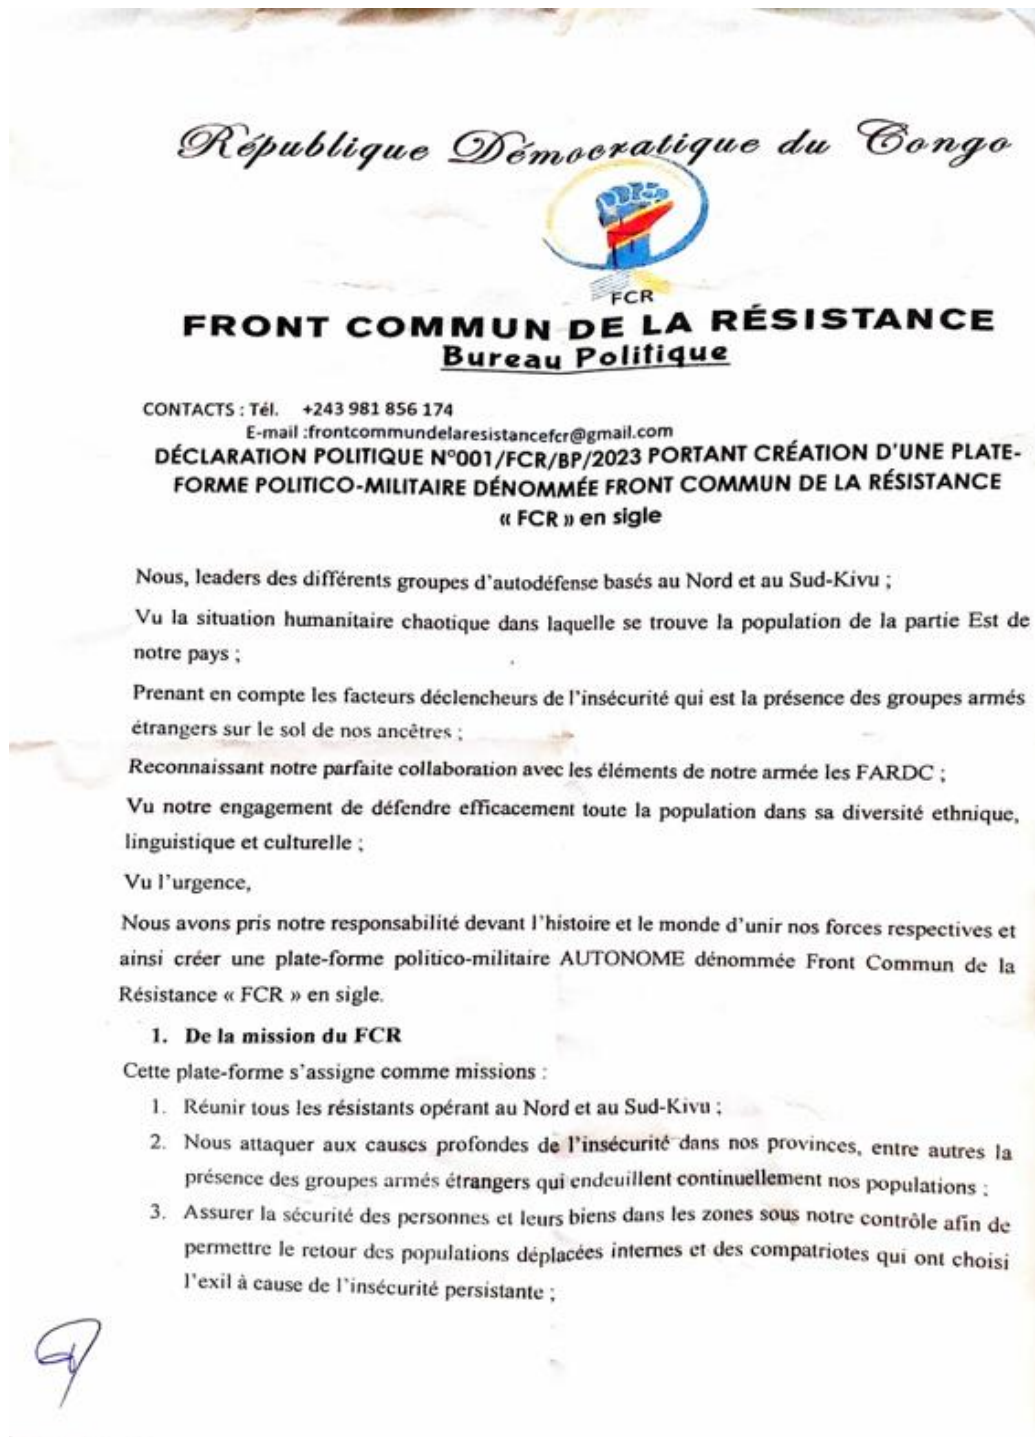 République Démocratique du Congo
FCR
FRONT COMMUN DE LA RÉSISTANCE
Bureau Politique
CONTACTS : Tél. +243 981 856 174
E-mail :frontcommundelaresistancefcr@gmail.com
DÉCLARATION POLITIQUE N°001/FCR/BP/2023 PORTANT CRÉATION D'UNE PLATE-
FORME POLITICO-MILITAIRE DÉNOMMÉE FRONT COMMUN DE LA RÉSISTANCE
« FCR » en sigle
Nous, leaders des différents groupes d'autodéfense basés au Nord et au Sud-Kivu ;
Vu la situation humanitaire chaotique dans laquelle se trouve la population de la partie Est de
notre pays ;
Prenant en compte les facteurs déclencheurs de l'insécurité qui est la présence des groupes armés
étrangers sur le sol de nos ancêtres ;
Reconnaissant notre parfaite collaboration avec les éléments de notre armée les FARDC ;
Vu notre engagement de défendre efficacement toute la population dans sa diversité ethnique,
linguistique et culturelle ;
Vu l'urgence,
Nous avons pris notre responsabilité devant l'histoire et le monde d'unir nos forces respectives et
ainsi créer une plate-forme politico-militaire AUTONOME dénommée Front Commun de la
Résistance « FCR » en sigle.
1. De la mission du FCR
Cette plate-forme s'assigne comme missions :
1. Réunir tous les résistants opérant au Nord et au Sud-Kivu ;
2. Nous attaquer aux causes profondes de l'insécurité dans nos provinces, entre autres la
présence des groupes armés étrangers qui endeuillent continuellement nos populations ;
3. Assurer la sécurité des personnes et leurs biens dans les zones sous notre contrôle afin de
permettre le retour des populations déplacées internes et des compatriotes qui ont choisi
l'exil à cause de l'insécurité persistante ;